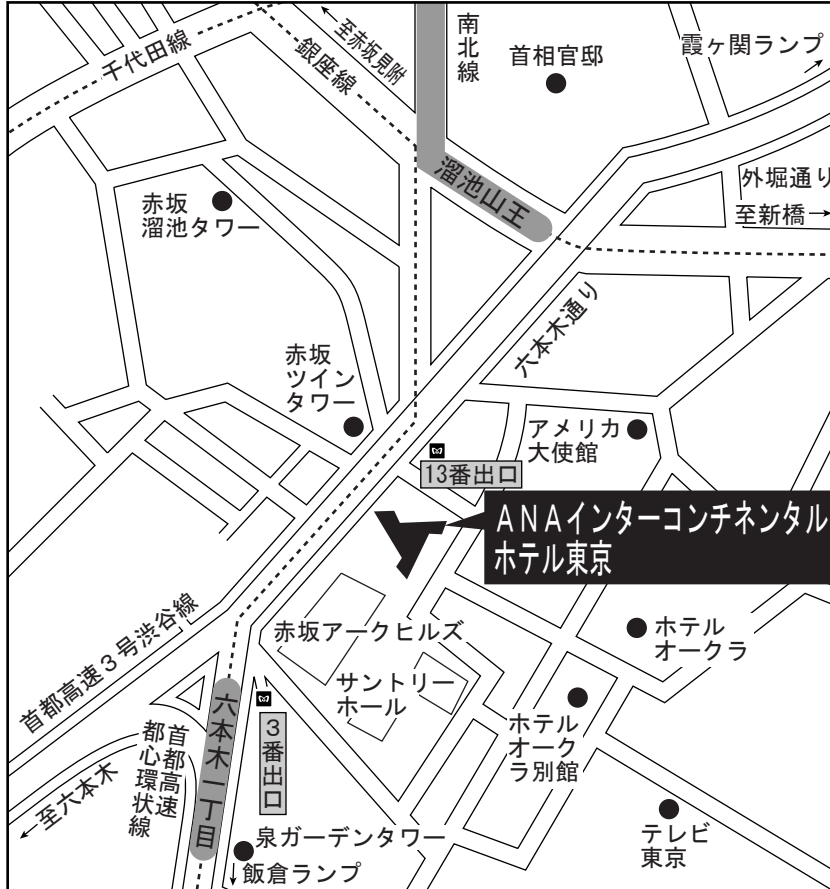 千代田線
←至赤坂見附
銀座線
南北線
首相官邸
霞ヶ関ランプ→
赤坂
溜池タワー
溜池山王
外堀通り
至新橋→
六本木通り
赤坂
ツイン
タワー
アメリカ
大使館
13番出口
ANAインターコンチネンタル
ホテル東京
赤坂アークヒルズ
サントリー
ホール
ホテル
オークラ
ホテル
オーク
ラ別館
首都高速3号渋谷線
六本木一丁目
3番出口
首都高速
都心環状線
←至六本木
泉ガーデンタワー
↓飯倉ランプ
テレビ
東京